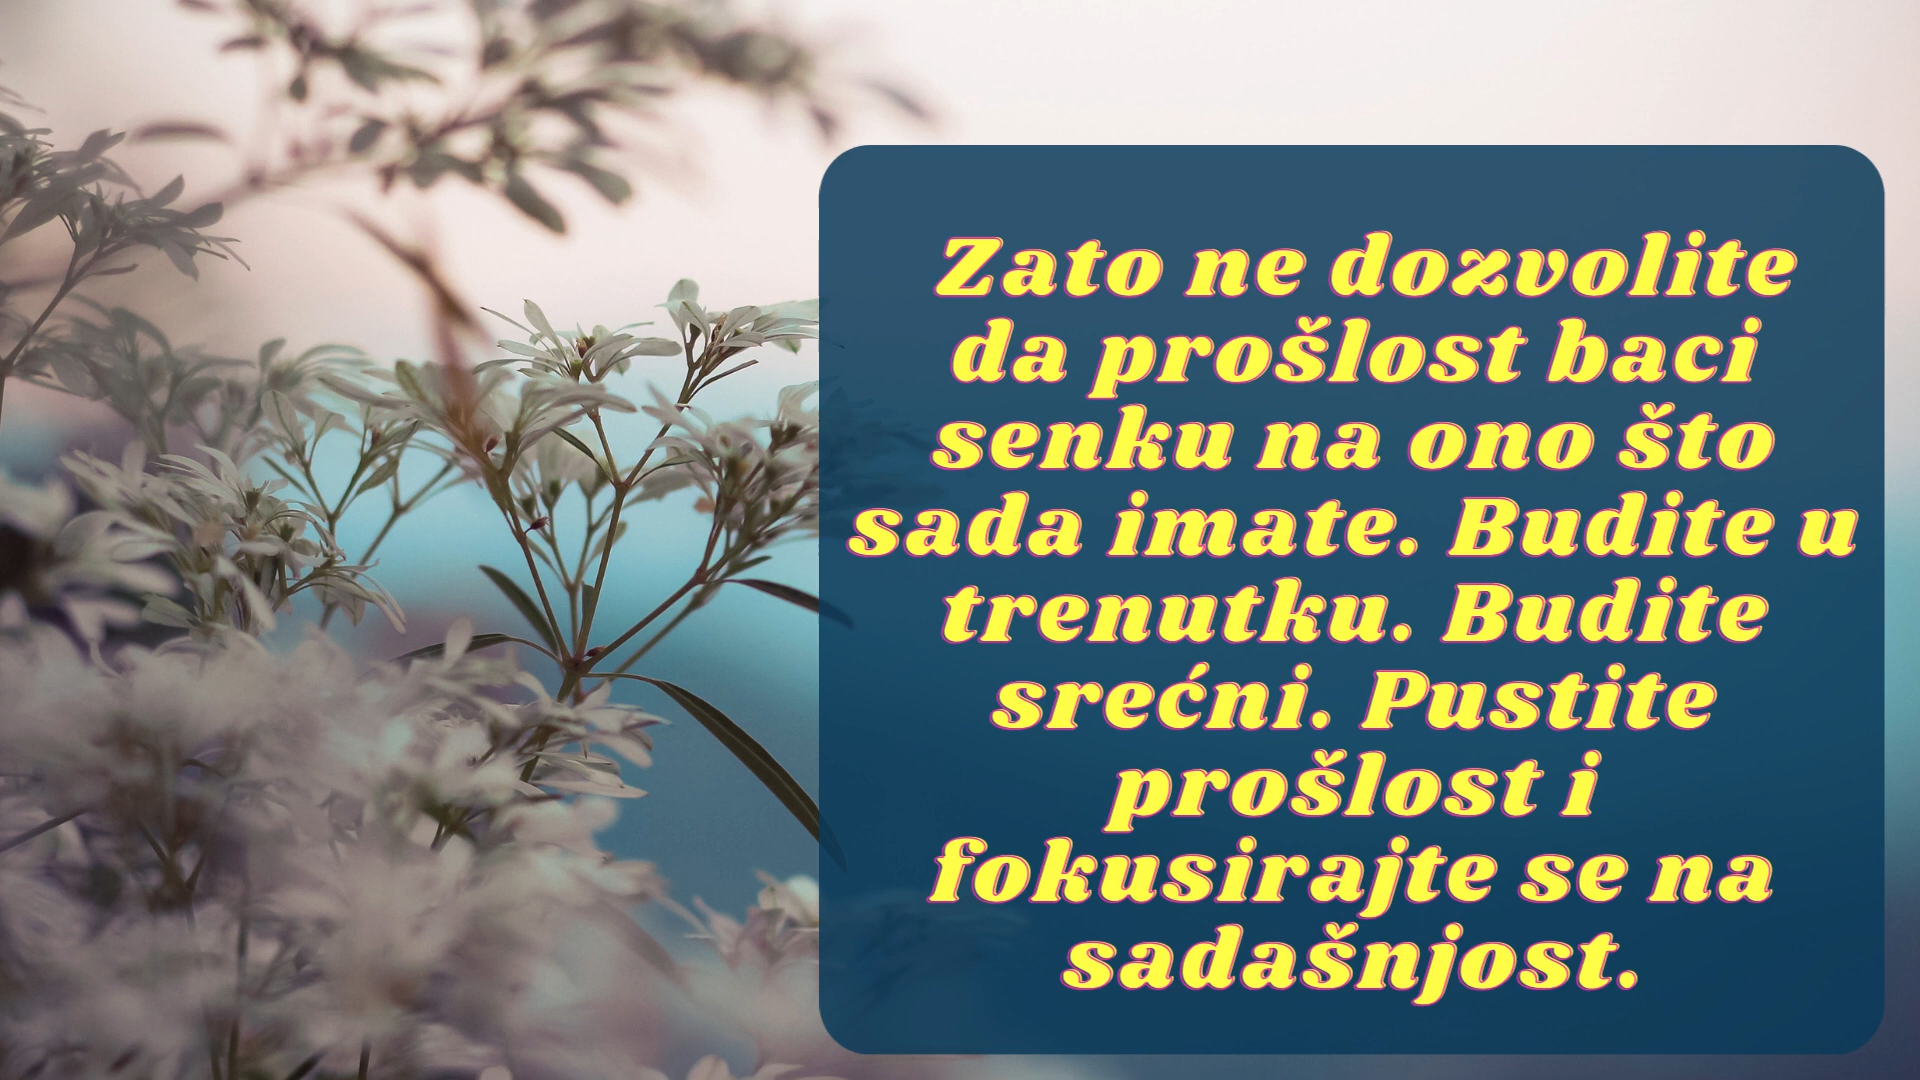 Zato ne dozvolite
da prošlost baci
senku na ono što
sada imate. Budite u
trenutku. Budite
srećni. Pustite
prošlost i
fokusirajte se na
sadašnjost.